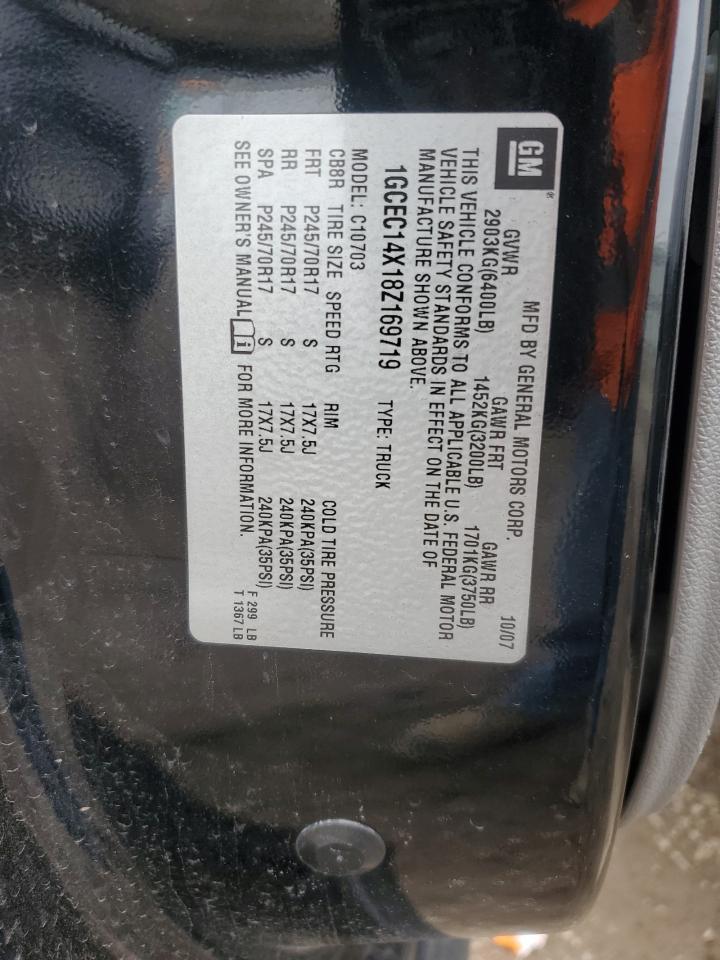 GM
MFD BY GENERAL MOTORS CORP. 10/07
GVWR GAWR FRT GAWR RR
2903KG(6400LB) 1452KG(3200LB) 1701KG(3750LB)
THIS VEHICLE CONFORMS TO ALL APPLICABLE U.S. FEDERAL MOTOR
VEHICLE SAFETY STANDARDS IN EFFECT ON THE DATE OF
MANUFACTURE SHOWN ABOVE.
1GCEC14X18Z169719 TYPE: TRUCK
MODEL: C10703
CB8R TIRE SIZE SPEED RTG RIM COLD TIRE PRESSURE
FRT P245/70R17 S 17X7.5J 240KPA(35PSI)
RR P245/70R17 S 17X7.5J 240KPA(35PSI)
SPA P245/70R17 S 17X7.5J 240KPA(35PSI)
SEE OWNER'S MANUAL i FOR MORE INFORMATION.
F 299 LB
T 1367 LB